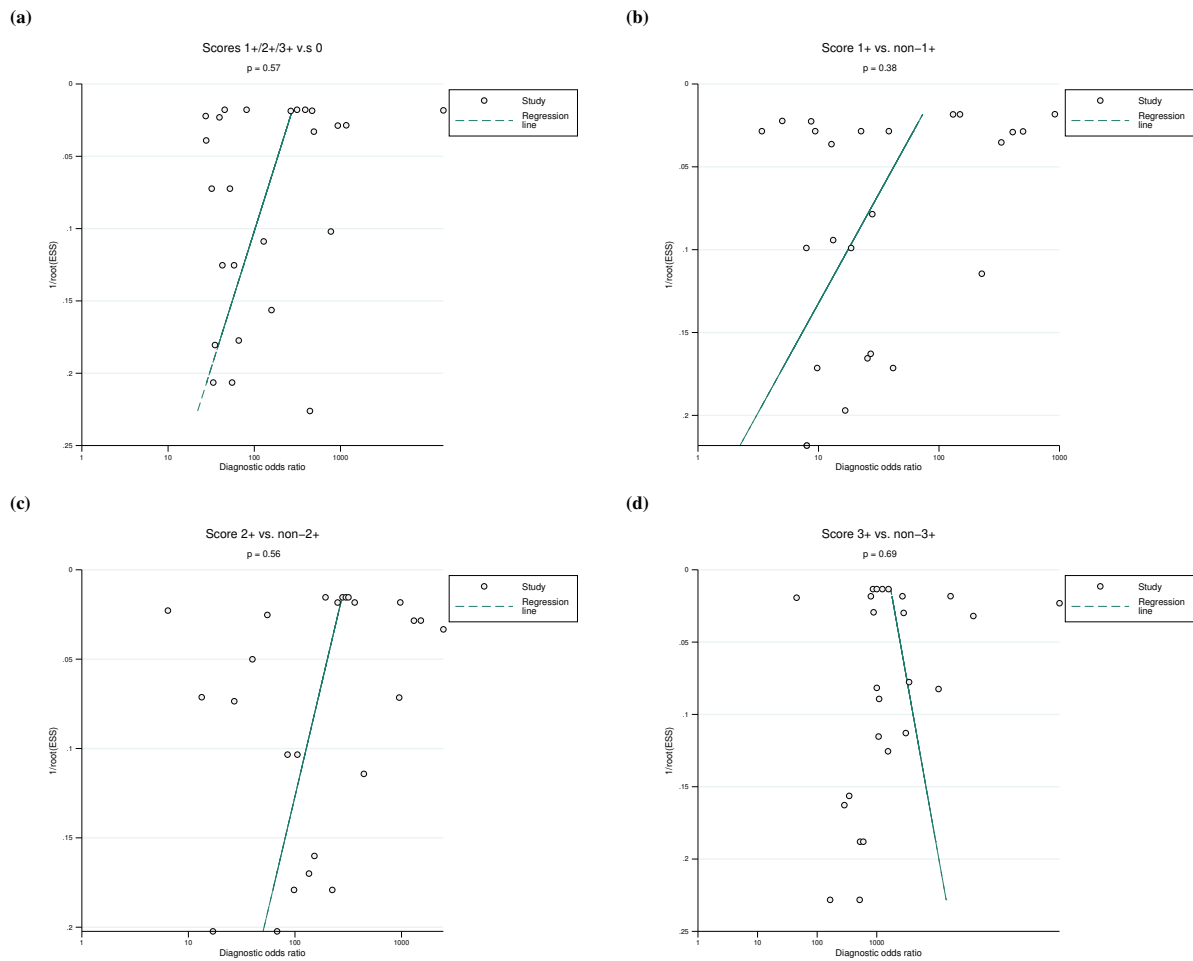 (a)
Scores 1+/2+/3+ v.s 0
p = 0.57
0
.05
.1
.15
.2
.25
1/root(ESS)
1
10
100
1000
Diagnostic odds ratio
Study
Regression
line
(b)
Score 1+ vs. non−1+
p = 0.38
0
.05
.1
.15
.2
1/root(ESS)
1
10
100
1000
Diagnostic odds ratio
Study
Regression
line
(c)
Score 2+ vs. non−2+
p = 0.56
0
.05
.1
.15
.2
1/root(ESS)
1
10
100
1000
Diagnostic odds ratio
Study
Regression
line
(d)
Score 3+ vs. non−3+
p = 0.69
0
.05
.1
.15
.2
.25
1/root(ESS)
1
10
100
1000
Diagnostic odds ratio
Study
Regression
line